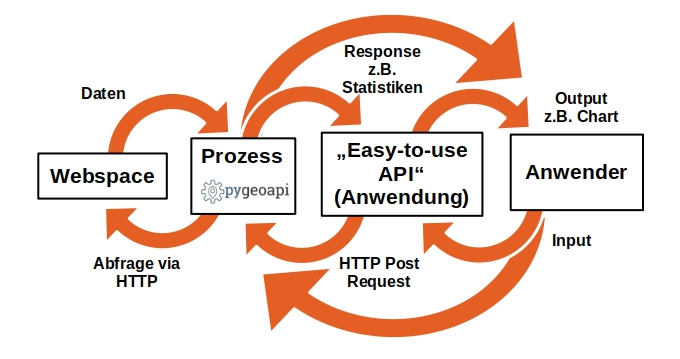 Response
z.B.
Statistiken
Daten
Output
z.B. Chart
Webspace
Prozess
pygeoapi
„Easy-to-use
API“
(Anwendung)
Anwender
Abfrage via
HTTP
HTTP Post
Request
Input